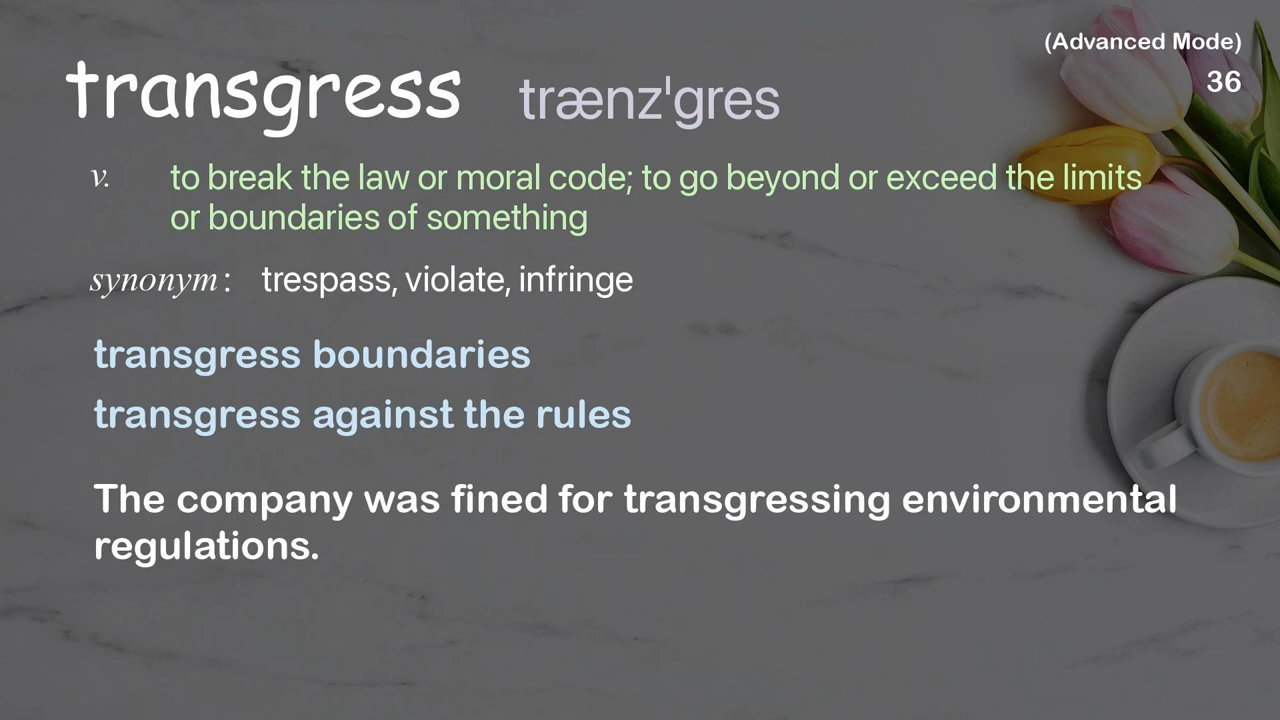 (Advanced Mode)
36
transgress trænz'gres
v. to break the law or moral code; to go beyond or exceed the limits
or boundaries of something
synonym: trespass, violate, infringe
transgress boundaries
transgress against the rules
The company was fined for transgressing environmental
regulations.